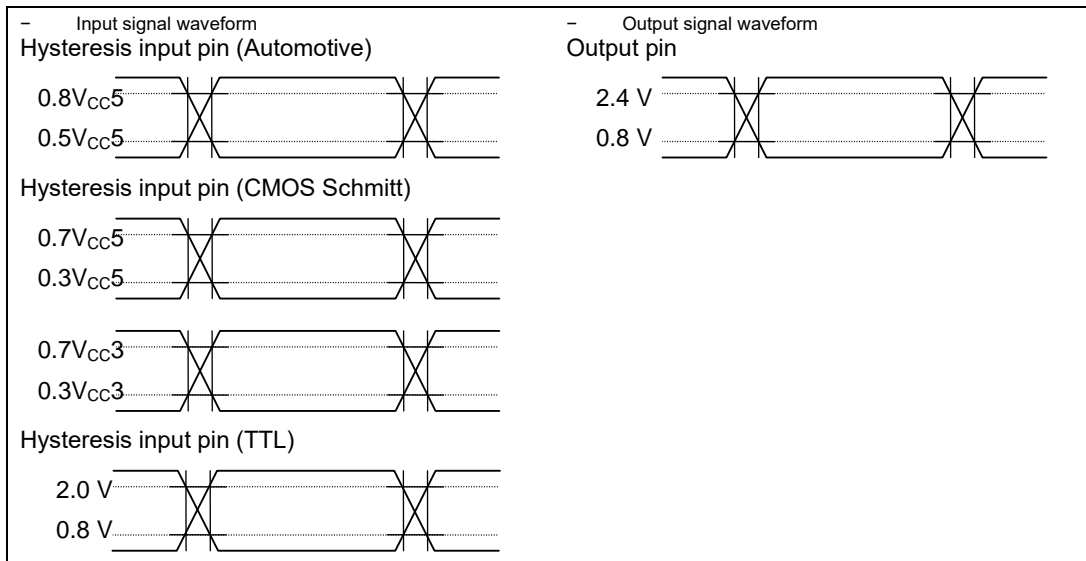 − Input signal waveform
Hysteresis input pin (Automotive)
0.8VCC5
0.5VCC5
Hysteresis input pin (CMOS Schmitt)
0.7VCC5
0.3VCC5
0.7VCC3
0.3VCC3
Hysteresis input pin (TTL)
2.0 V
0.8 V
− Output signal waveform
Output pin
2.4 V
0.8 V